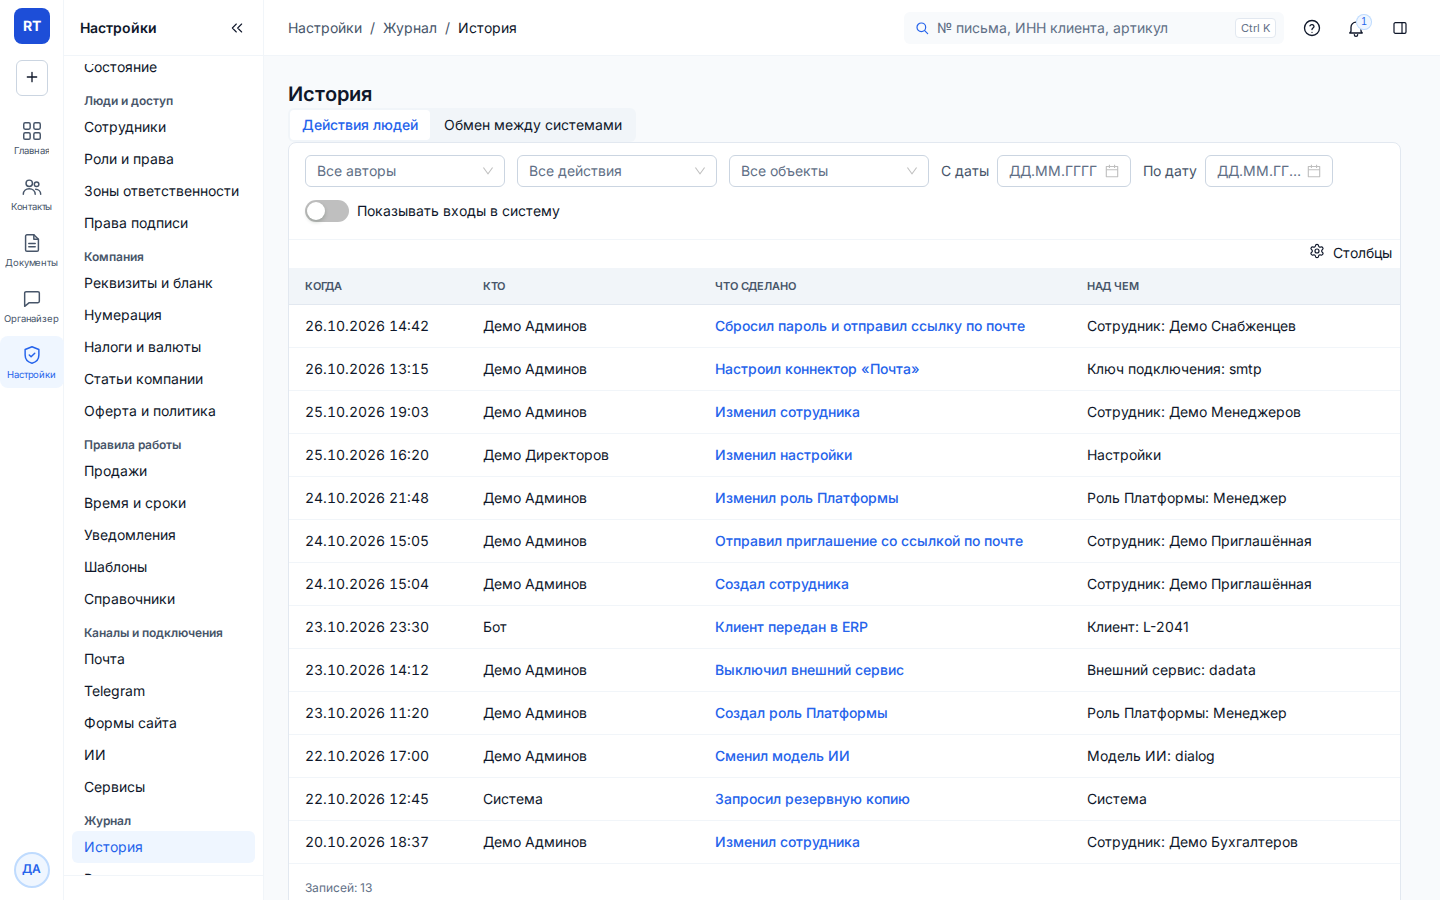 RT
Настройки
Настройки / Журнал / История
№ письма, ИНН клиента, артикул
Ctrl K
1
Главная
Контакты
Документы
Органайзер
Настройки
ДА
Состояние
Люди и доступ
Сотрудники
Роли и права
Зоны ответственности
Права подписи
Компания
Реквизиты и бланк
Нумерация
Налоги и валюты
Статьи компании
Оферта и политика
Правила работы
Продажи
Время и сроки
Уведомления
Шаблоны
Справочники
Каналы и подключения
Почта
Telegram
Формы сайта
ИИ
Сервисы
Журнал
История
История
Действия людей
Обмен между системами
Все авторы
Все действия
Все объекты
С даты
ДД.ММ.ГГГГ
По дату
ДД.ММ.ГГ...
Показывать входы в систему
Столбцы
КОГДА КТО ЧТО СДЕЛАНО НАД ЧЕМ
26.10.2026 14:42 Демо Админов Сбросил пароль и отправил ссылку по почте Сотрудник: Демо Снабженцев
26.10.2026 13:15 Демо Админов Настроил коннектор «Почта» Ключ подключения: smtp
25.10.2026 19:03 Демо Админов Изменил сотрудника Сотрудник: Демо Менеджеров
25.10.2026 16:20 Демо Директоров Изменил настройки Настройки
24.10.2026 21:48 Демо Админов Изменил роль Платформы Роль Платформы: Менеджер
24.10.2026 15:05 Демо Админов Отправил приглашение со ссылкой по почте Сотрудник: Демо Приглашённая
24.10.2026 15:04 Демо Админов Создал сотрудника Сотрудник: Демо Приглашённая
23.10.2026 23:30 Бот Клиент передан в ERP Клиент: L-2041
23.10.2026 14:12 Демо Админов Выключил внешний сервис Внешний сервис: dadata
23.10.2026 11:20 Демо Админов Создал роль Платформы Роль Платформы: Менеджер
22.10.2026 17:00 Демо Админов Сменил модель ИИ Модель ИИ: dialog
22.10.2026 12:45 Система Запросил резервную копию Система
20.10.2026 18:37 Демо Админов Изменил сотрудника Сотрудник: Демо Бухгалтеров
Записей: 13